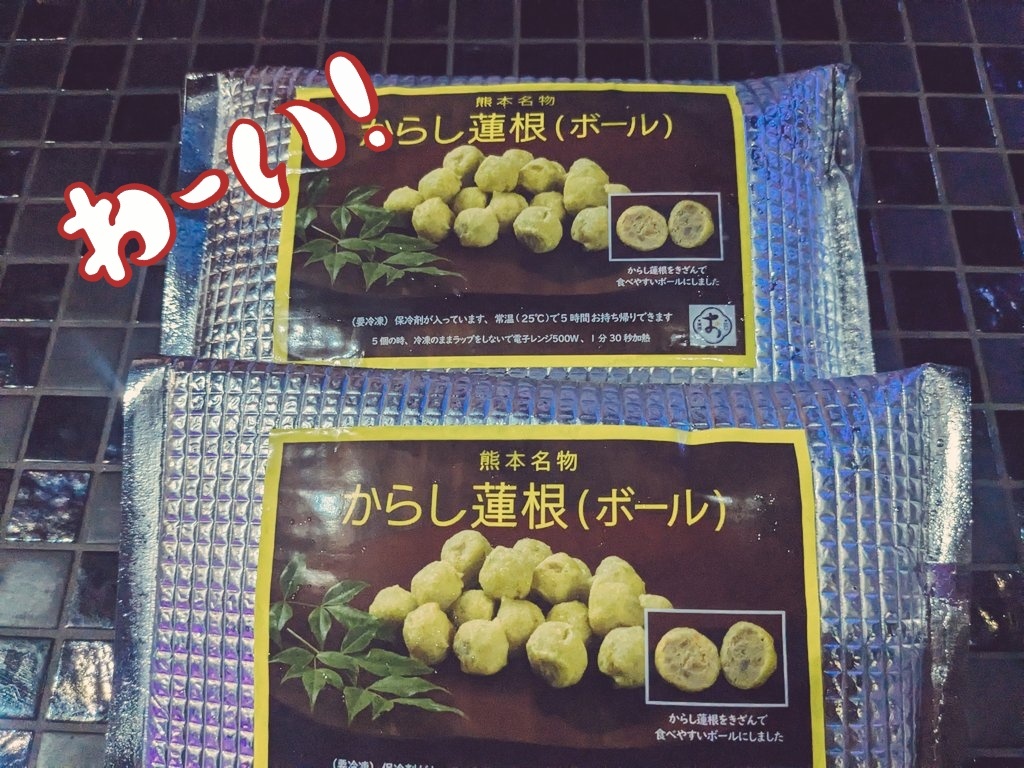 わーい!
熊本名物
からし蓮根(ボール)
からし蓮根をきざんで
食べやすいボールにしました
(要冷凍) 保冷剤が入っています、常温(25℃)で5時間お持ち帰りできます
5個の時、冷凍のままラップをしないで電子レンジ500W、1分30秒加熱
お
熊本名物
からし蓮根(ボール)
からし蓮根をきざんで
食べやすいボールにしました